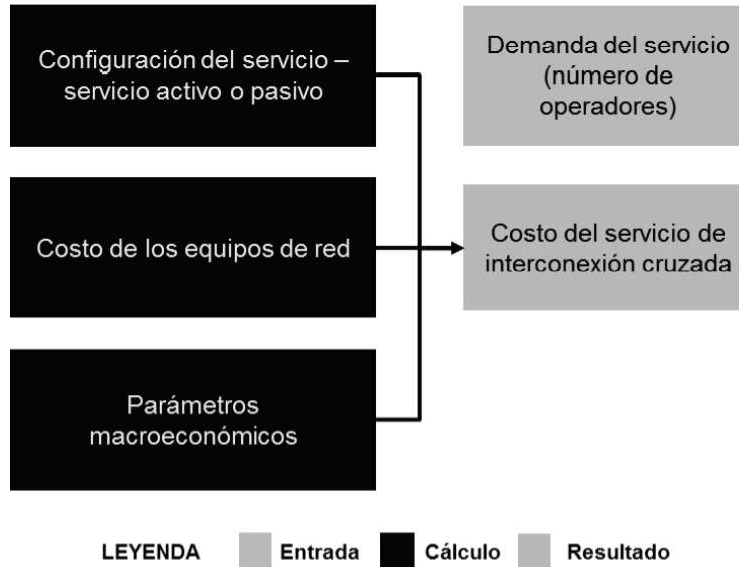 Configuración del servicio –
servicio activo o pasivo
Demanda del servicio
(número de
operadores)
Costo de los equipos de red
Costo del servicio de
interconexión cruzada
Parámetros
macroeconómicos
LEYENDA Entrada Cálculo Resultado